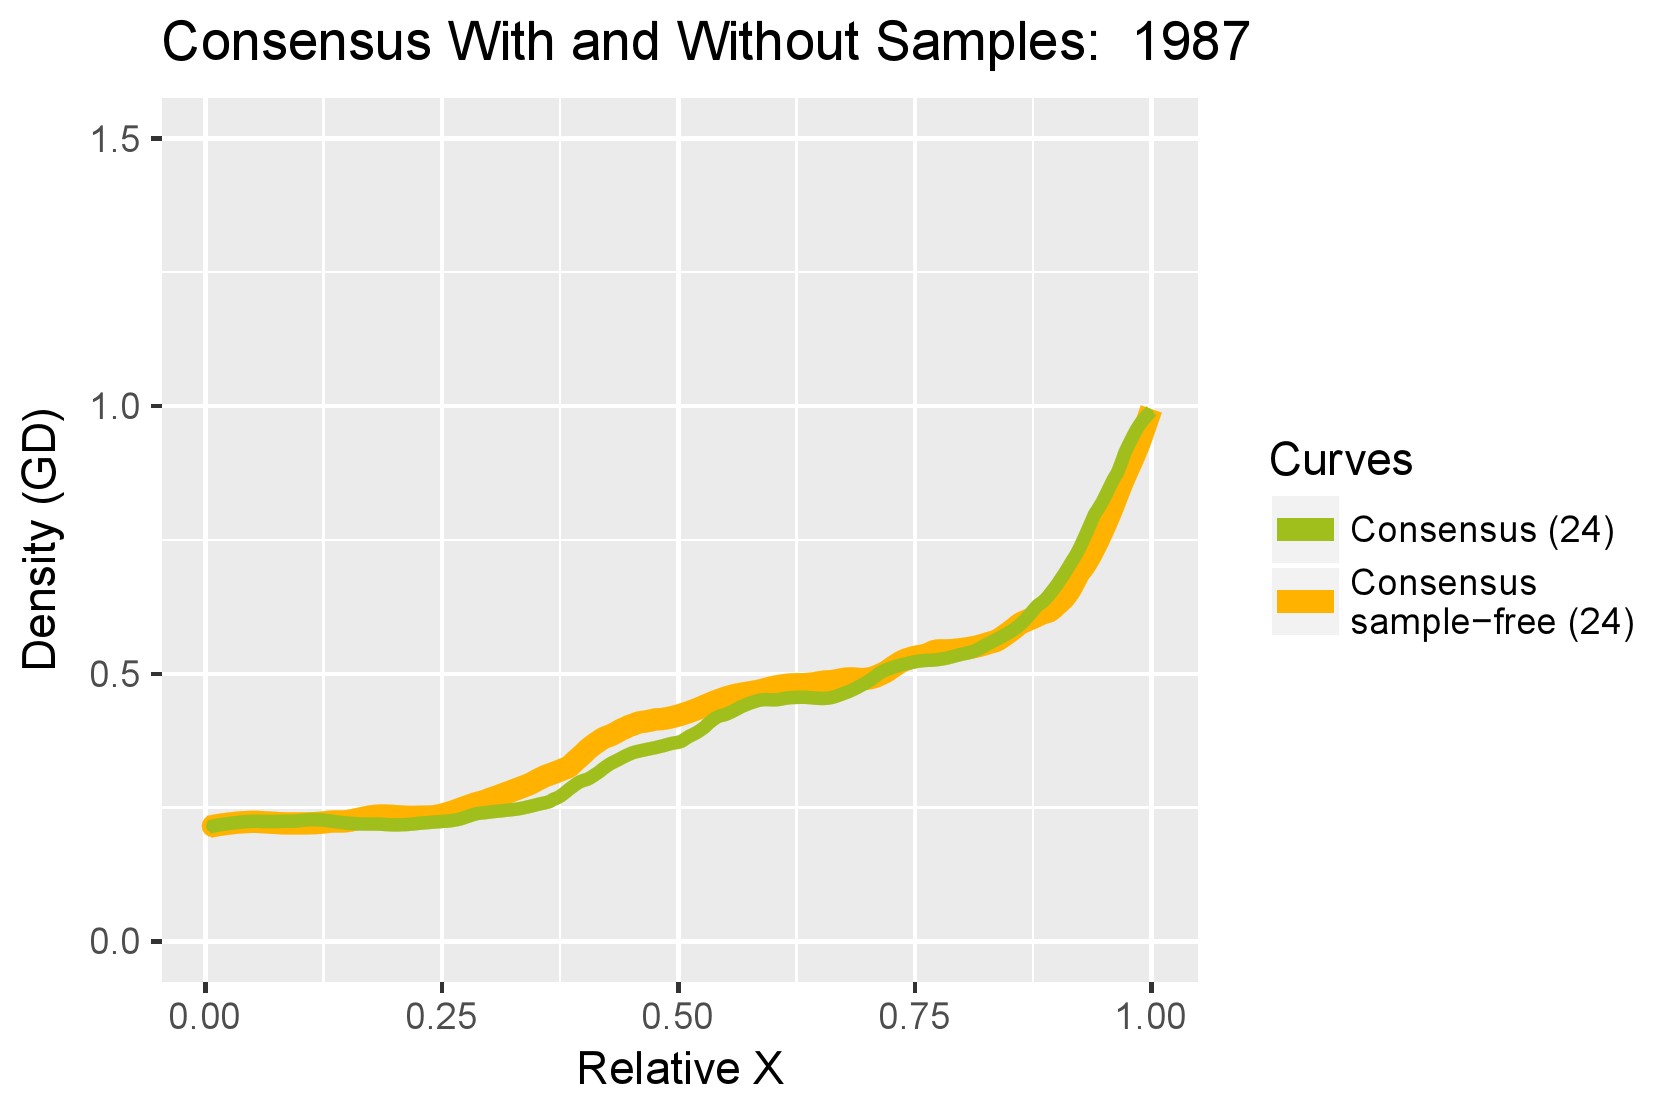 Consensus With and Without Samples:  1987
1.5
1.0
0.5
0.0
Density (GD)
0.00 0.25 0.50 0.75 1.00
Relative X
Curves
Consensus (24)
Consensus
sample−free (24)